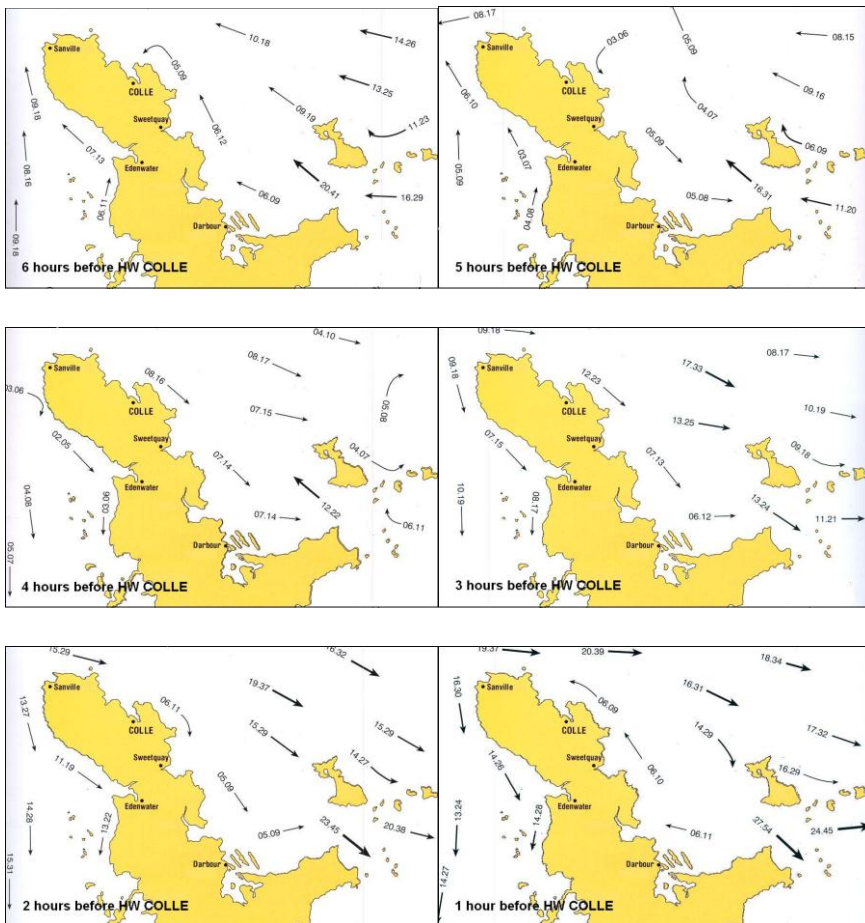 10.18
14.26
Sanville
05.09
13.25
09.18
COLLE
09.19
11.23
Sweetquay
06.12
07.13
08.16
Edenwater
20.41
06.11
06.09
16.29
09.18
Darbour
6 hours before HW COLLE
08.17
05.09
08.15
Sanville
03.06
06.10
COLLE
04.07
09.16
Sweetquay
05.09
06.09
03.07
05.09
Edenwater
16.31
04.08
05.08
11.20
Darbour
5 hours before HW COLLE
04.10
08.17
Sanville
08.16
03.06
COLLE
07.15
05.08
02.05
Sweetquay
07.14
04.07
Edenwater
04.08
03.06
12.22
07.14
06.11
Darbour
05.07
4 hours before HW COLLE
09.18
08.17
17.33
Sanville
09.18
12.23
COLLE
13.25
10.19
07.15
Sweetquay
07.13
09.18
Edenwater
10.19
08.17
13.24
06.12
11.21
Darbour
3 hours before HW COLLE
15.29
16.32
19.37
Sanville
06.11
13.27
COLLE
15.29
15.29
14.27
Sweetquay
11.19
05.09
Edenwater
14.28
13.22
23.45
05.09
20.38
Darbour
15.31
2 hours before HW COLLE
19.37
20.39
18.34
16.31
Sanville
16.30
06.09
COLLE
14.29
17.32
14.26
Sweetquay
06.10
16.29
Edenwater
13.24
14.28
27.54
06.11
24.45
Darbour
14.27
1 hour before HW COLLE